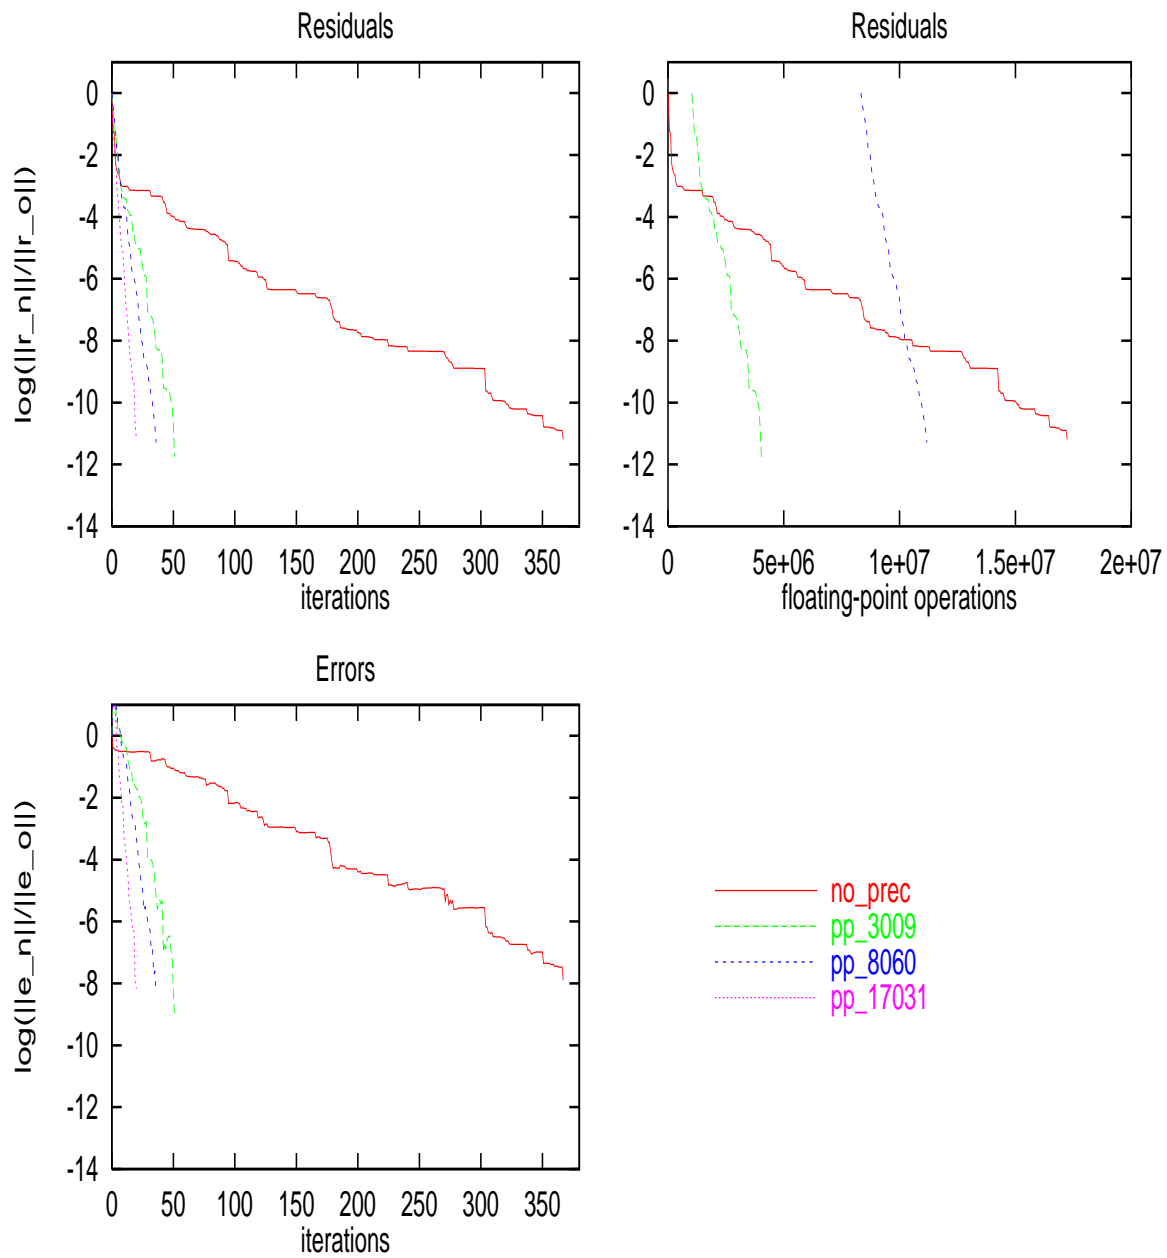 Residuals
log(||r_n||/||r_o||)
0
-2
-4
-6
-8
-10
-12
-14
0 50 100 150 200 250 300 350
iterations
Residuals
0
-2
-4
-6
-8
-10
-12
-14
0 5e+06 1e+07 1.5e+07 2e+07
floating-point operations
Errors
log(||e_n||/||e_o||)
0
-2
-4
-6
-8
-10
-12
-14
0 50 100 150 200 250 300 350
iterations
no_prec
pp_3009
pp_8060
pp_17031